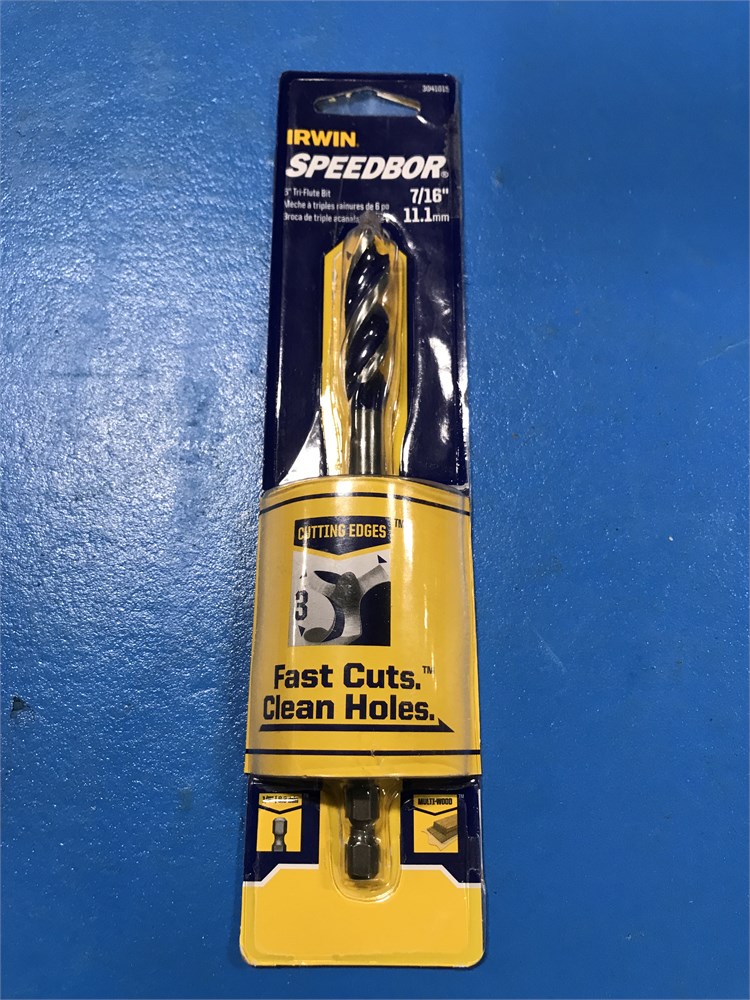 3041015
IRWIN
SPEEDBOR®
6" Tri-Flute Bit
7/16"
Mèche à triples rainures de 6 po
11.1mm
Broca de triple
CUTTING EDGES™
3
Fast Cuts.™
Clean Holes.
MULTI-WOOD